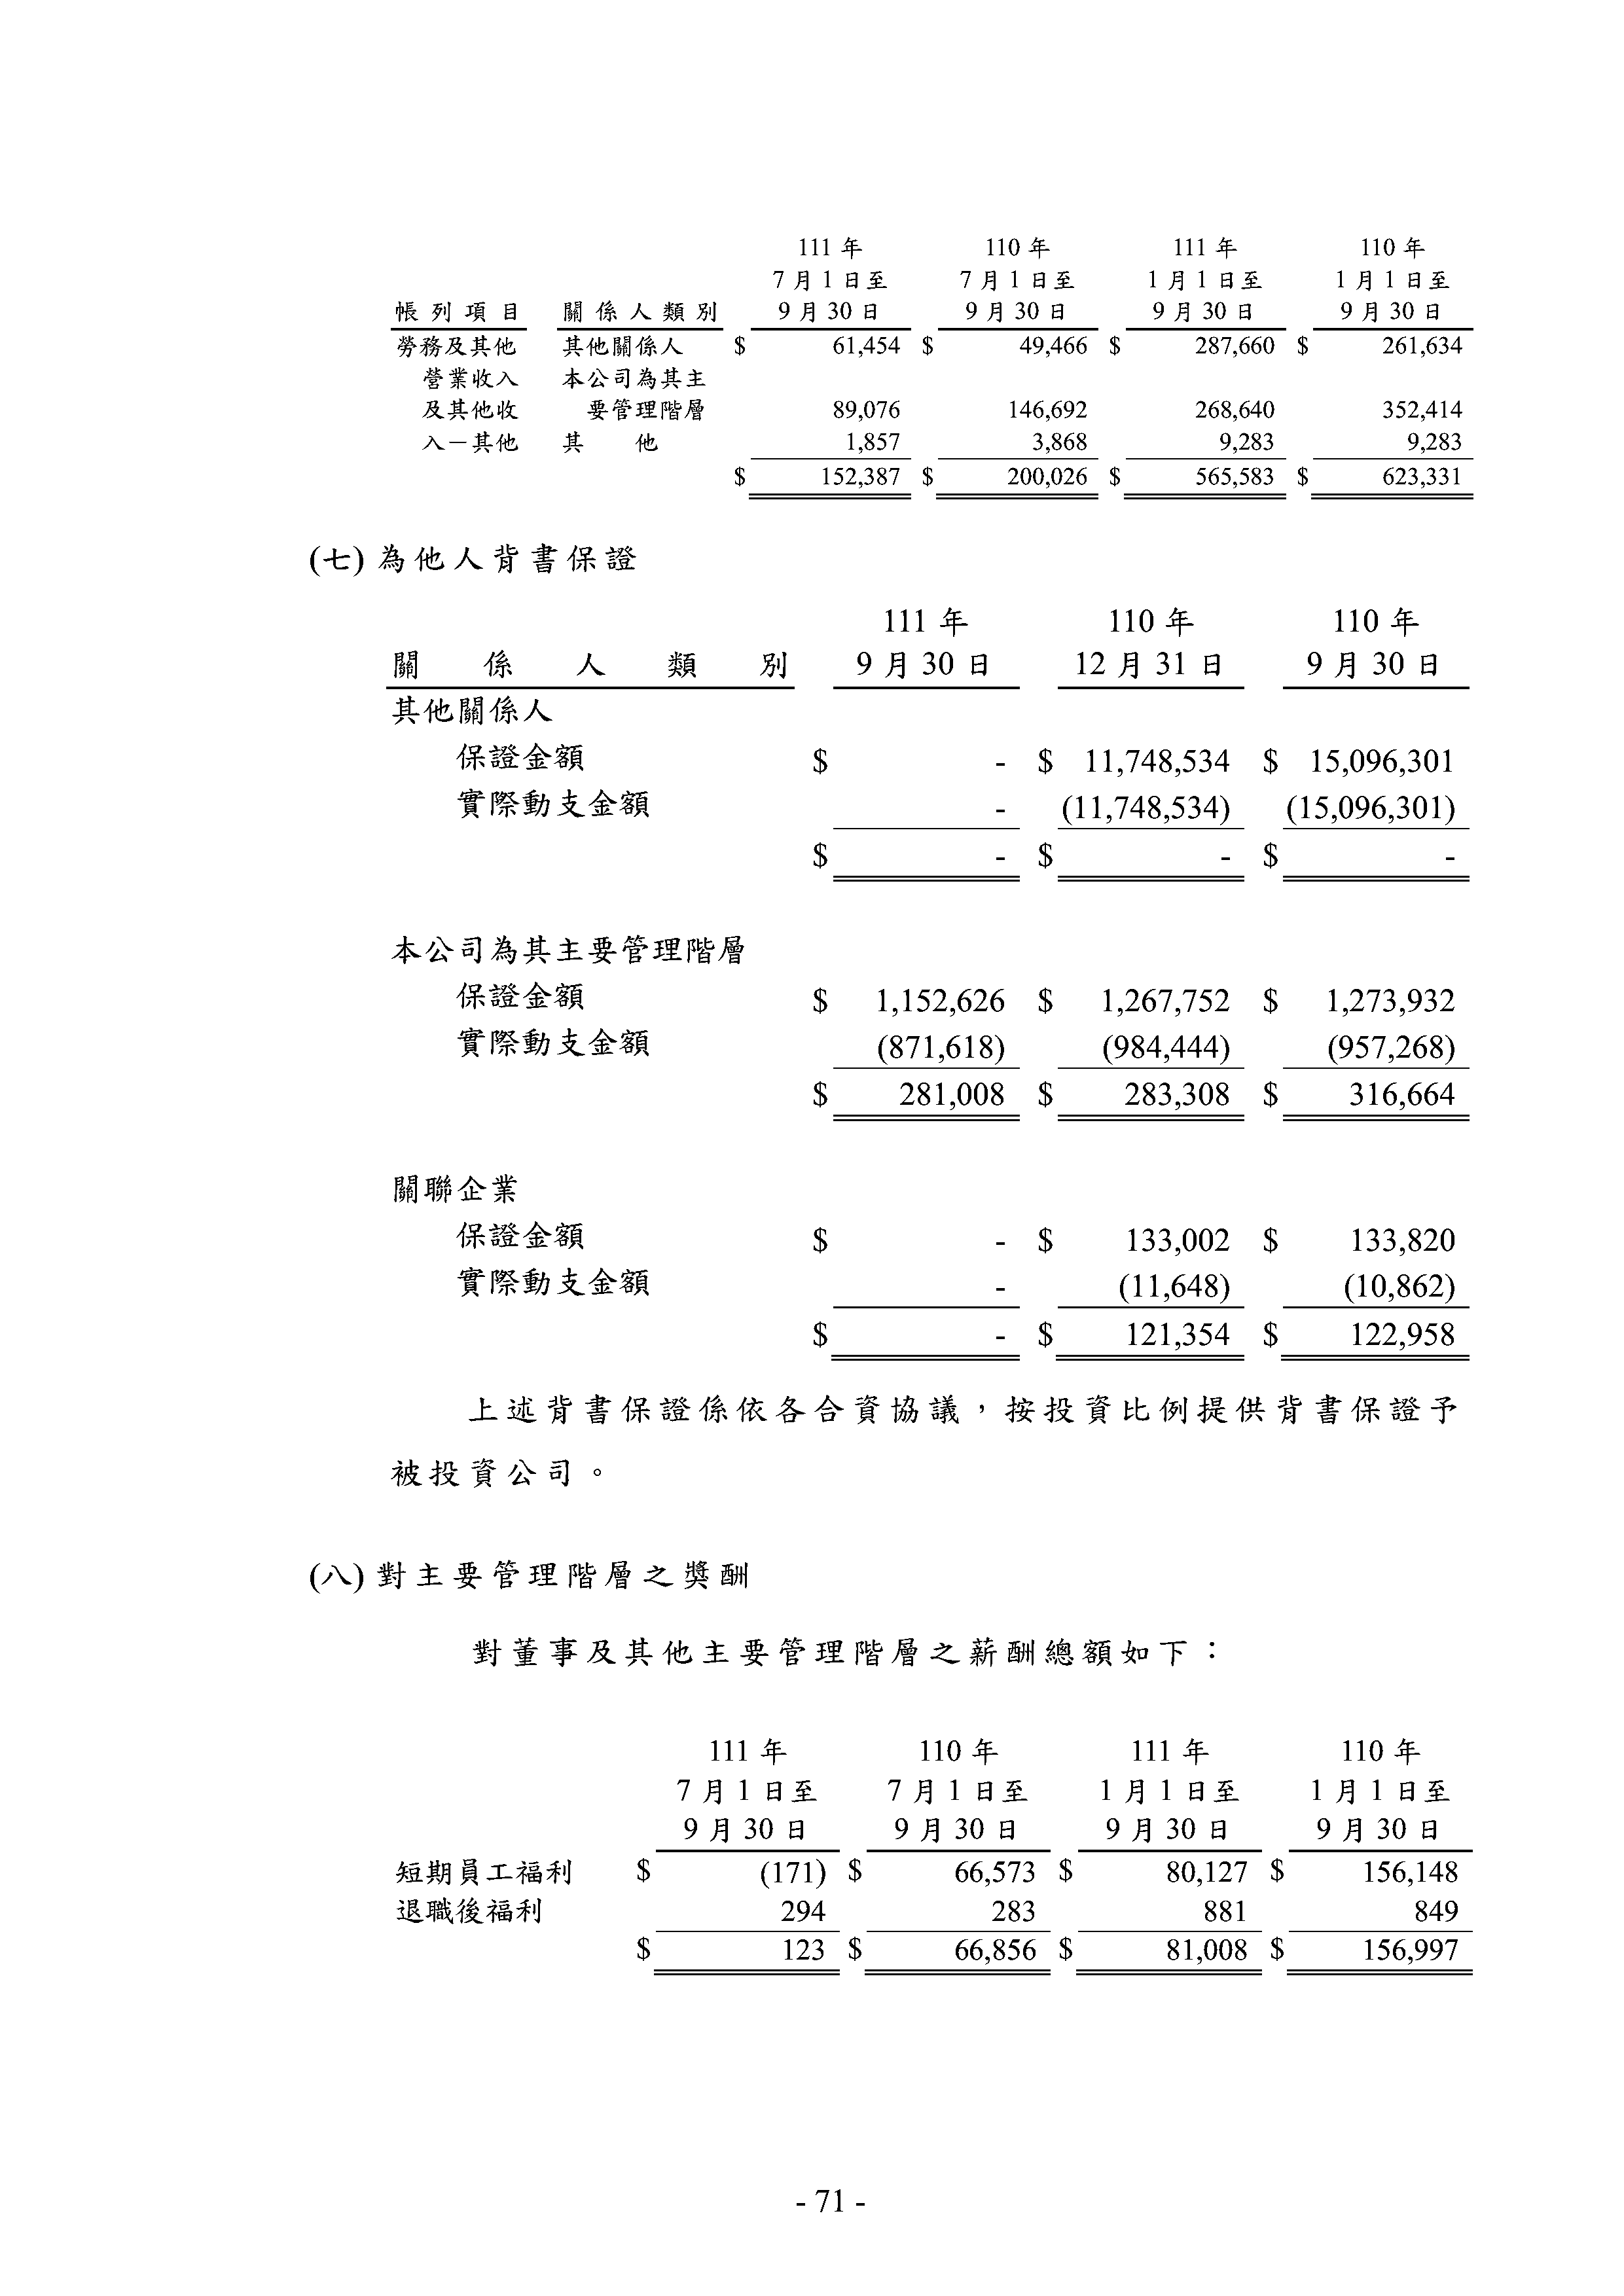 111 年 110 年 111 年 110 年
7 月 1 日至 7 月 1 日至 1 月 1 日至 1 月 1 日至
帳列項目 關係人類別 9 月 30 日 9 月 30 日 9 月 30 日 9 月 30 日
勞務及其他 其他關係人 $ 61,454 $ 49,466 $ 287,660 $ 261,634
營業收入 本公司為其主
及其他收 要管理階層 89,076 146,692 268,640 352,414
入－其他 其 他 1,857 3,868 9,283 9,283
$ 152,387 $ 200,026 $ 565,583 $ 623,331
(七) 為他人背書保證
111 年 110 年 110 年
關係人類別 9 月 30 日 12 月 31 日 9 月 30 日
其他關係人
保證金額 $ - $ 11,748,534 $ 15,096,301
實際動支金額 - (11,748,534) (15,096,301)
$ - $ - $ -
本公司為其主要管理階層
保證金額 $ 1,152,626 $ 1,267,752 $ 1,273,932
實際動支金額 (871,618) (984,444) (957,268)
$ 281,008 $ 283,308 $ 316,664
關聯企業
保證金額 $ - $ 133,002 $ 133,820
實際動支金額 - (11,648) (10,862)
$ - $ 121,354 $ 122,958
上述背書保證係依各合資協議，按投資比例提供背書保證予
被投資公司。
(八) 對主要管理階層之獎酬
對董事及其他主要管理階層之薪酬總額如下：
111 年 110 年 111 年 110 年
7 月 1 日至 7 月 1 日至 1 月 1 日至 1 月 1 日至
9 月 30 日 9 月 30 日 9 月 30 日 9 月 30 日
短期員工福利 $ (171) $ 66,573 $ 80,127 $ 156,148
退職後福利 294 283 881 849
$ 123 $ 66,856 $ 81,008 $ 156,997
- 71 -